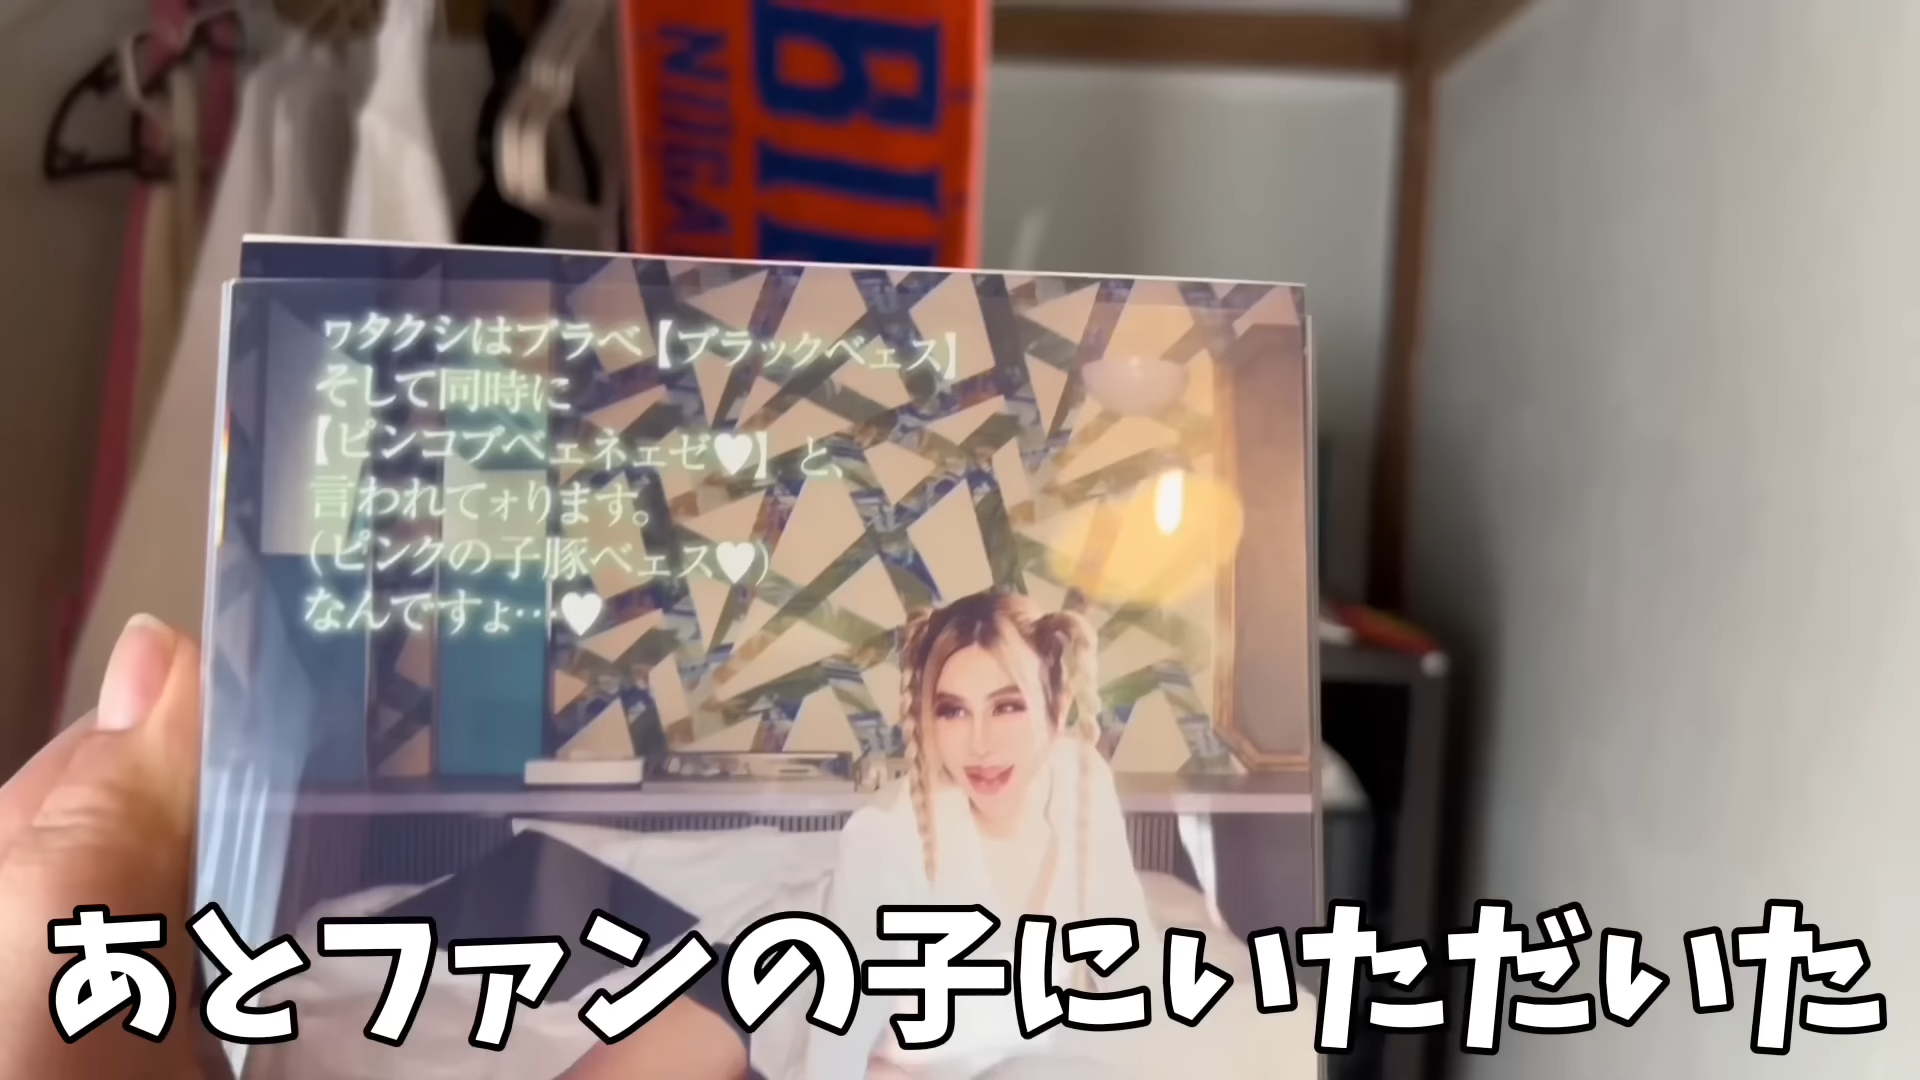 BII
NIIGA
ヮタクシはブラベ【ブラックベェス】
そして同時に
【ピンコブベェネェゼ♥】と、
言われてォります。
(ピンクの子豚ベェス♥)
なんですょ…♥
あとファンの子にいただいた